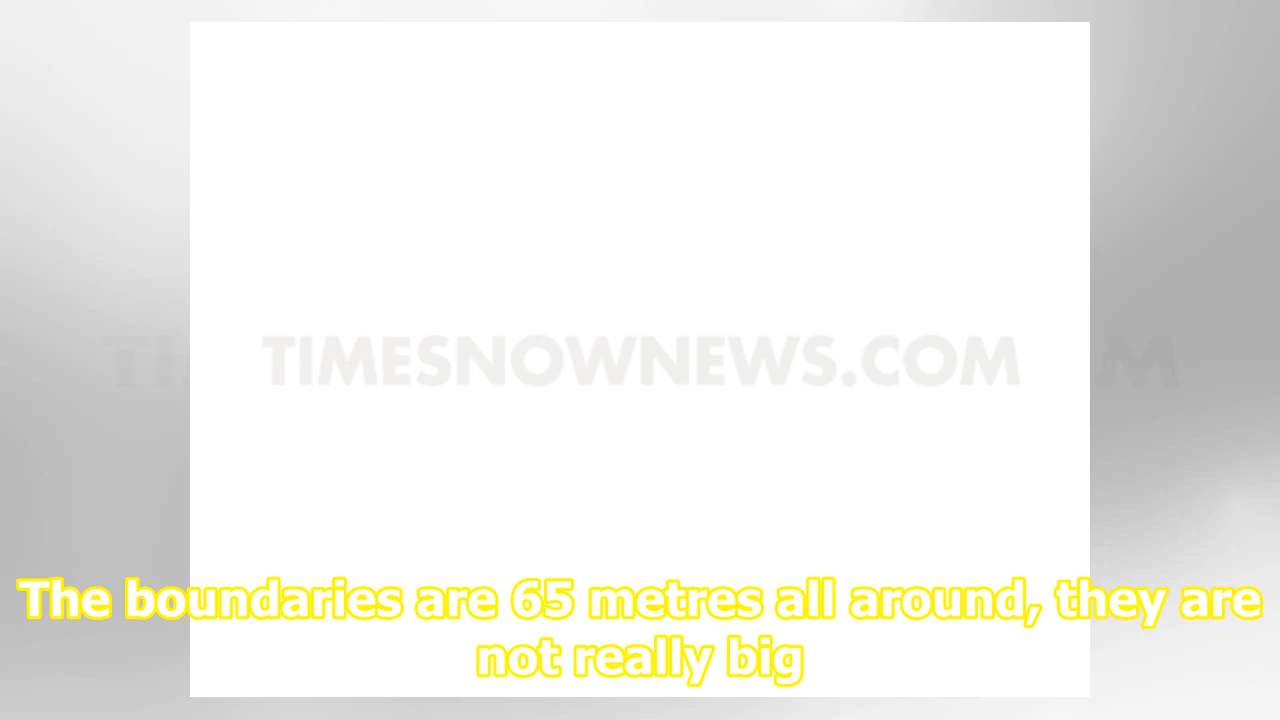 TIMESNOWNEWS.COM
The boundaries are 65 metres all around, they are
not really big